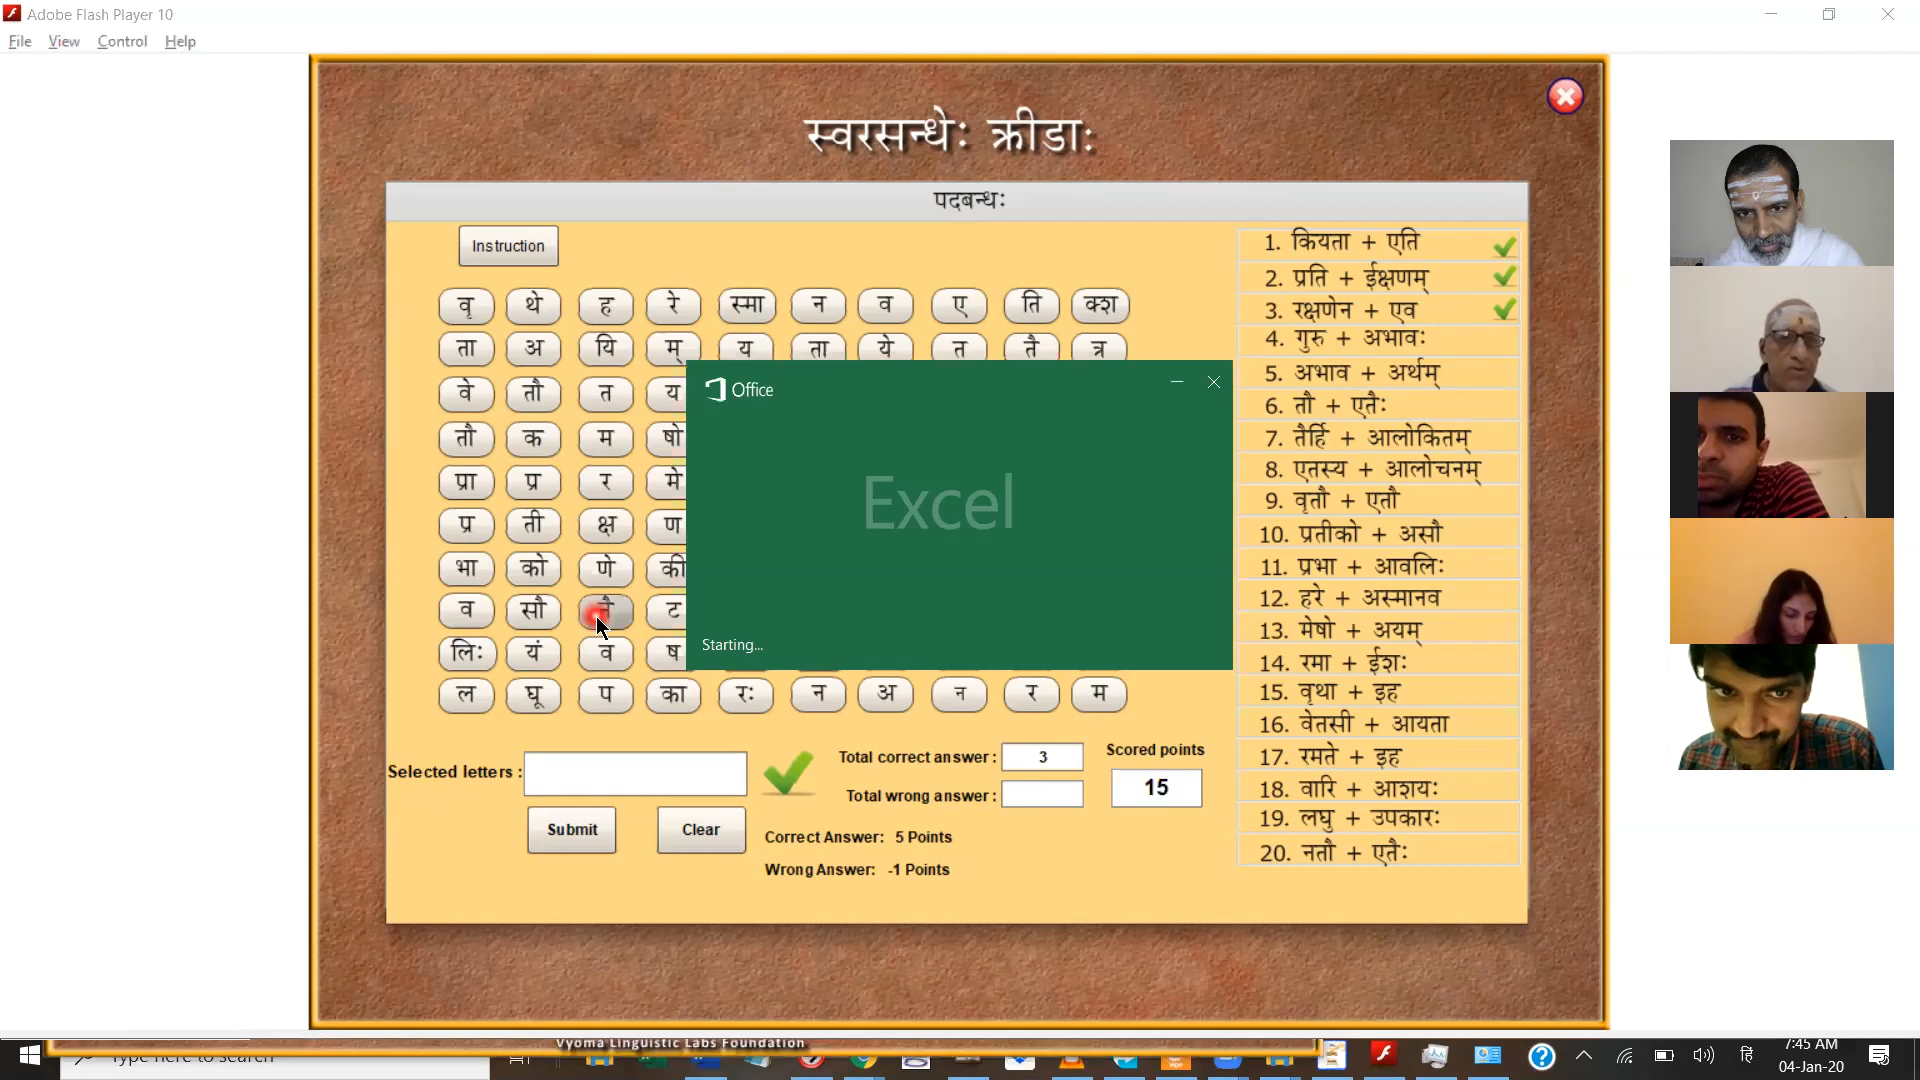 Adobe Flash Player 10
File View Control Help
स्वरसन्धेः क्रीडाः
पदबन्धः
Instruction
वृ थे ह रे स्मा न व ए ति क्श
ता अ यि म् य ता ये त तै त्र
वे तौ त य
तौ क म षो
प्रा प्र र मे
प्र ती क्ष ण
भा को णे की
व सौ नै ट
लिः यं व ष
ल घू प का रः न अ न र म
Office
Excel
Starting...
1. कियता + एति
2. प्रति + ईक्षणम्
3. रक्षणेन + एव
4. गुरु + अभावः
5. अभाव + अर्थम्
6. तौ + एतैः
7. तैर्हि + आलोकितम्
8. एतस्य + आलोचनम्
9. वृतौ + एतौ
10. प्रतीको + असौ
11. प्रभा + आवलिः
12. हरे + अस्मानव
13. मेषो + अयम्
14. रमा + ईशः
15. वृथा + इह
16. वेतसी + आयता
17. रमते + इह
18. वारि + आशयः
19. लघु + उपकारः
20. नतौ + एतैः
Selected letters :
Total correct answer : 3
Total wrong answer :
Scored points
15
Submit Clear
Correct Answer: 5 Points
Wrong Answer: -1 Points
Vyoma Linguistic Labs Foundation
Type here to search
हि
7:45 AM
04-Jan-20